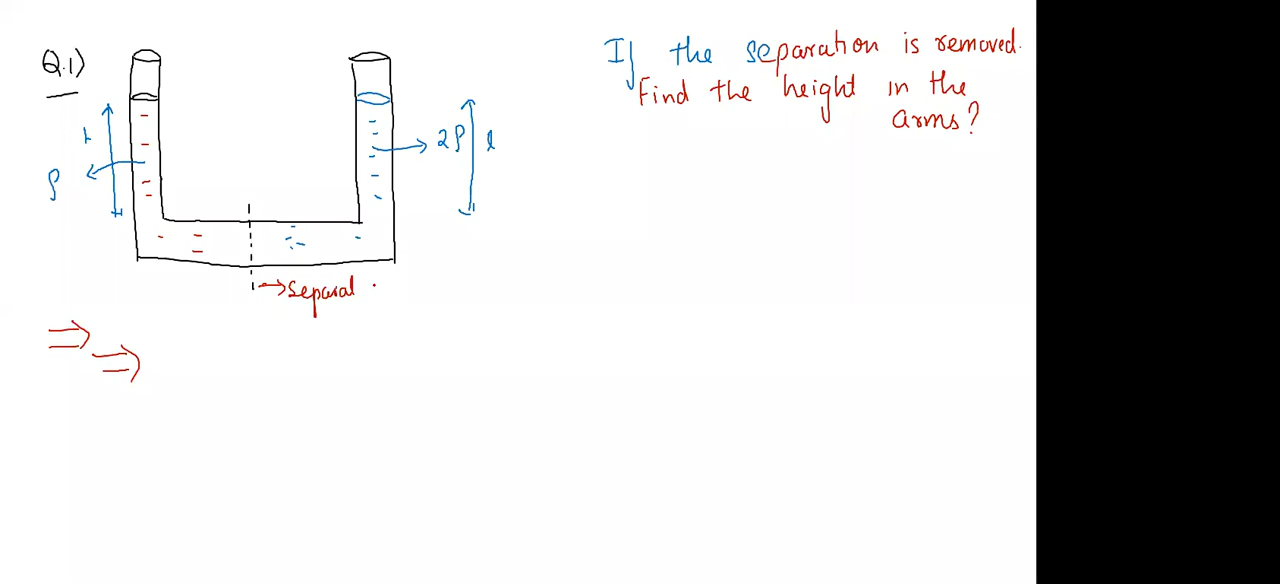 Q.1)
If the separation is removed.
Find the height in the
arms?
ρ
2ρ
l
Separat